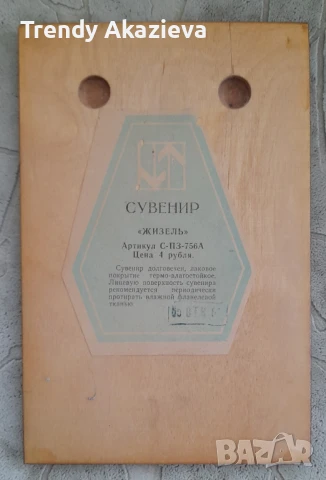 Trendy Akazieva
СУВЕНИР
«ЖИЗЕЛЬ»
Артикул С-ПЗ-756А
Цена 4 рубля.
Сувенир долговечен, лаковое
покрытие термо-влагостойкое.
Лаковую поверхность сувенира
рекомендуется периодически
протирать влажной фланелевой
тканью
BAZAR